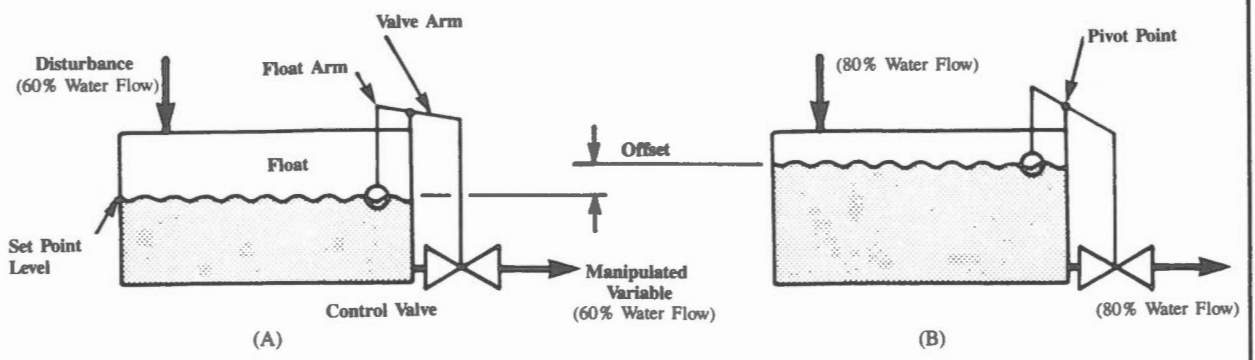 Valve Arm
Disturbance
(60% Water Flow)
Float Arm
Float
Set Point
Level
Control Valve
Manipulated
Variable
(60% Water Flow)
(A)
Offset
(80% Water Flow)
Pivot Point
(80% Water Flow)
(B)